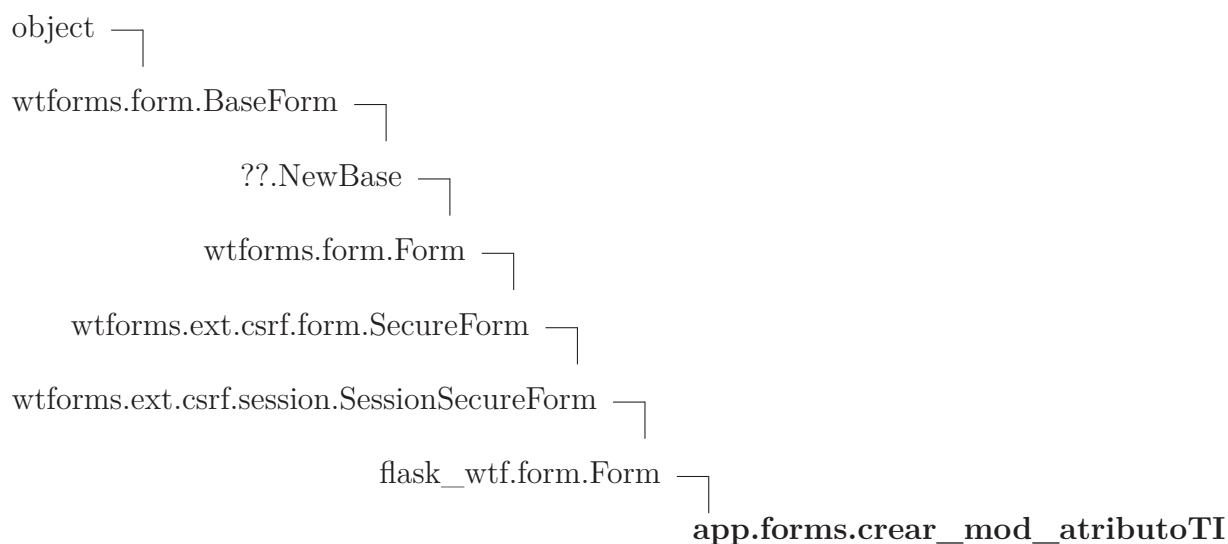 object
wtforms.form.BaseForm
??.NewBase
wtforms.form.Form
wtforms.ext.csrf.form.SecureForm
wtforms.ext.csrf.session.SessionSecureForm
flask_wtf.form.Form
app.forms.crear_mod_atributoTI